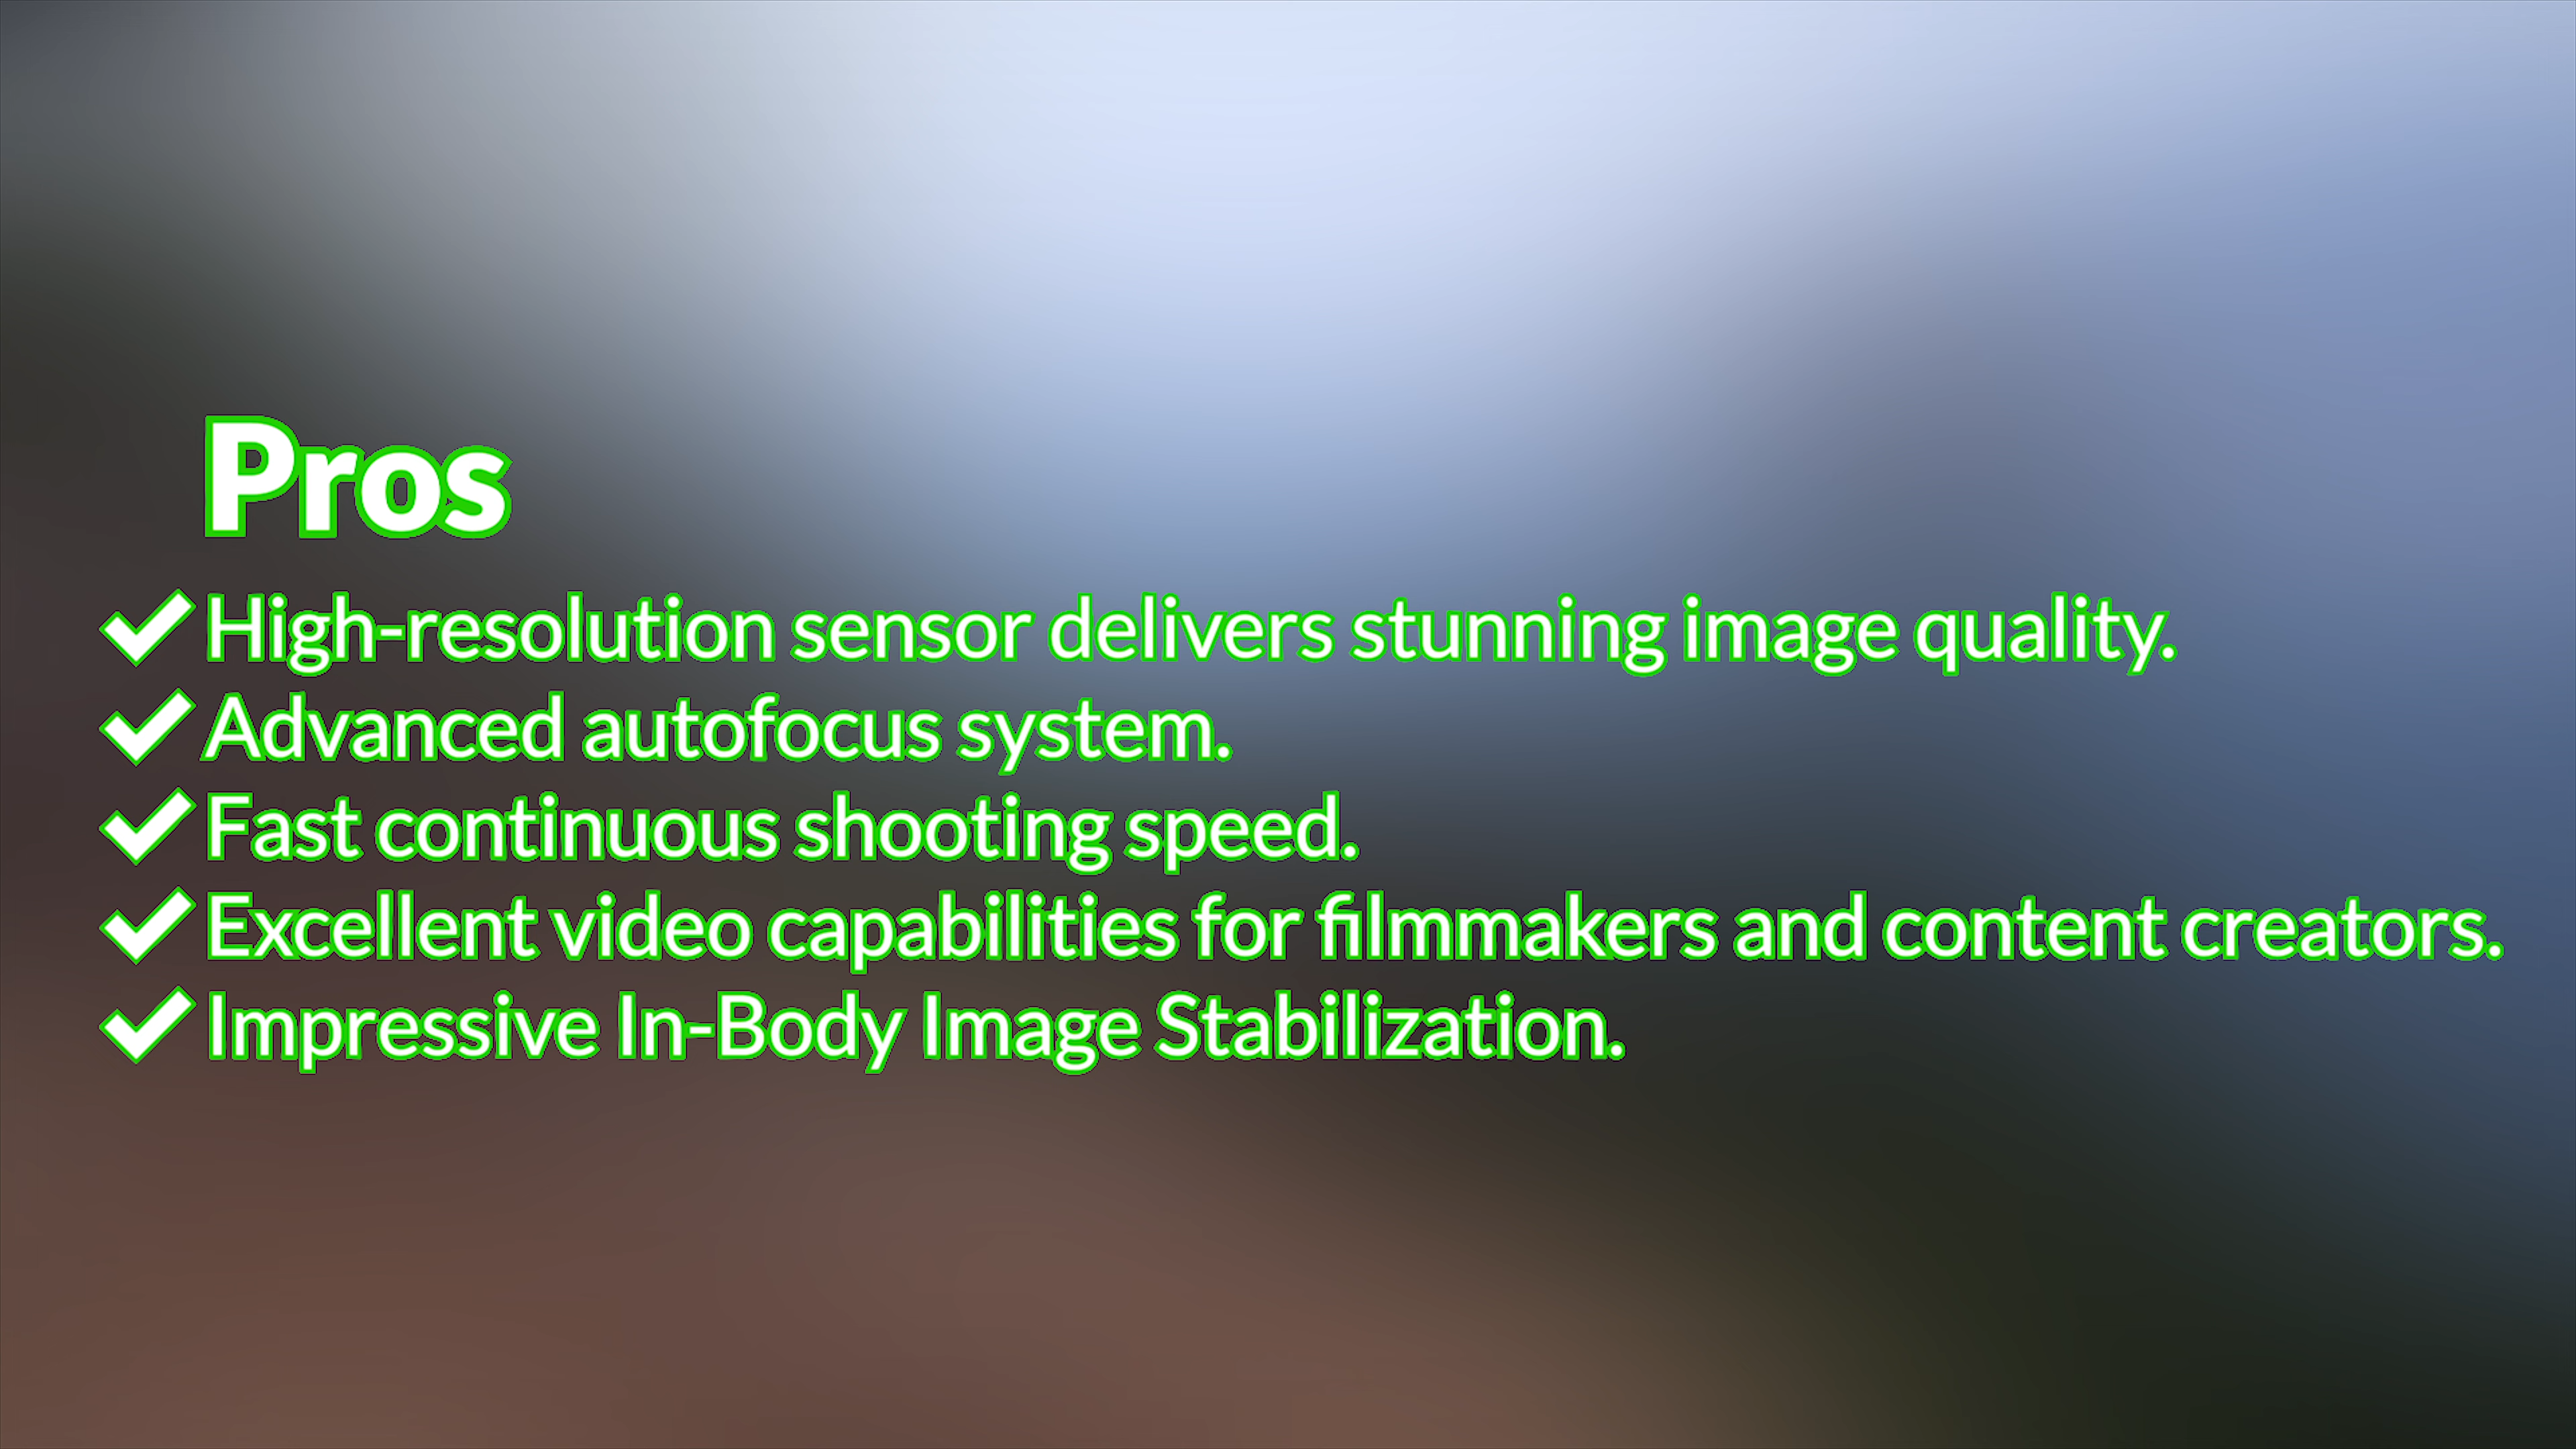 Pros
✔ High-resolution sensor delivers stunning image quality.
✔ Advanced autofocus system.
✔ Fast continuous shooting speed.
✔ Excellent video capabilities for filmmakers and content creators.
✔ Impressive In-Body Image Stabilization.